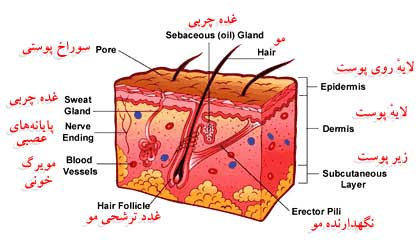 غده چربی
Sebaceous (oil) Gland
مو
Hair
سوراخ پوستی
Pore
لایهٔ روی پوست
Epidermis
غده چربی
Sweat
Gland
لایهٔ پوست
Dermis
پایانه‌های
عصبی
Nerve
Ending
مویرگ
خونی
Blood
Vessels
زیر پوست
Subcutaneous
Layer
Hair Follicle
غدد ترشحی مو
Erector Pili
نگهدارنده مو